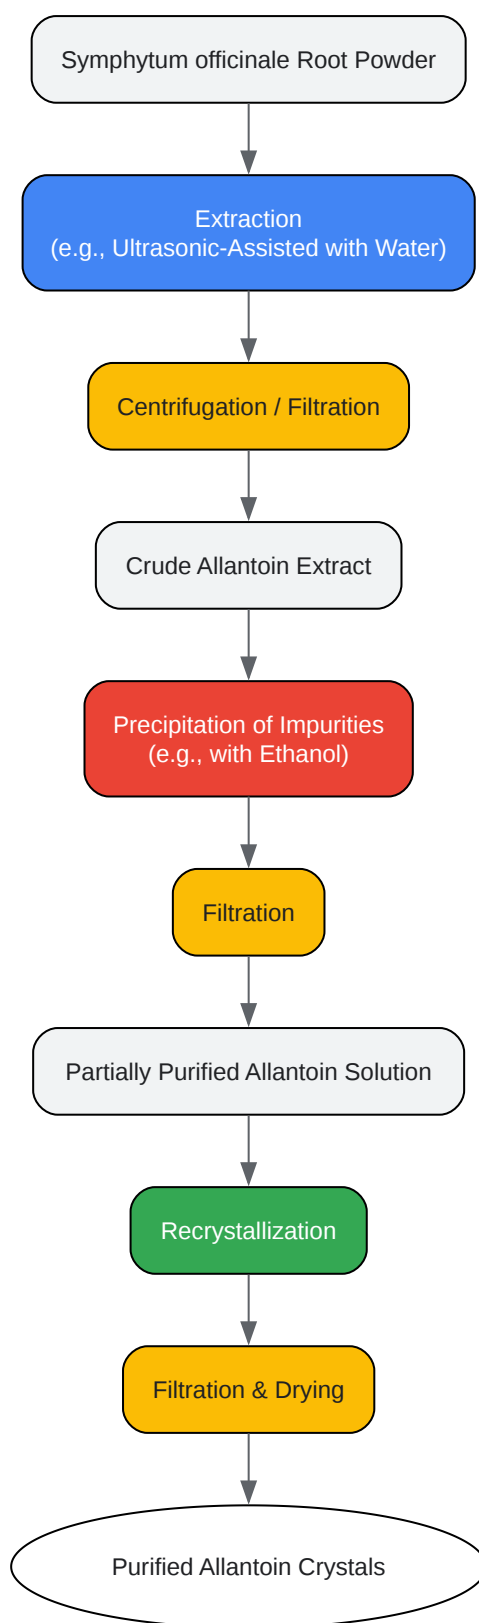 Symphytum officinale Root Powder
Extraction
(e.g., Ultrasonic-Assisted with Water)
Centrifugation / Filtration
Crude Allantoin Extract
Precipitation of Impurities
(e.g., with Ethanol)
Filtration
Partially Purified Allantoin Solution
Recrystallization
Filtration & Drying
Purified Allantoin Crystals